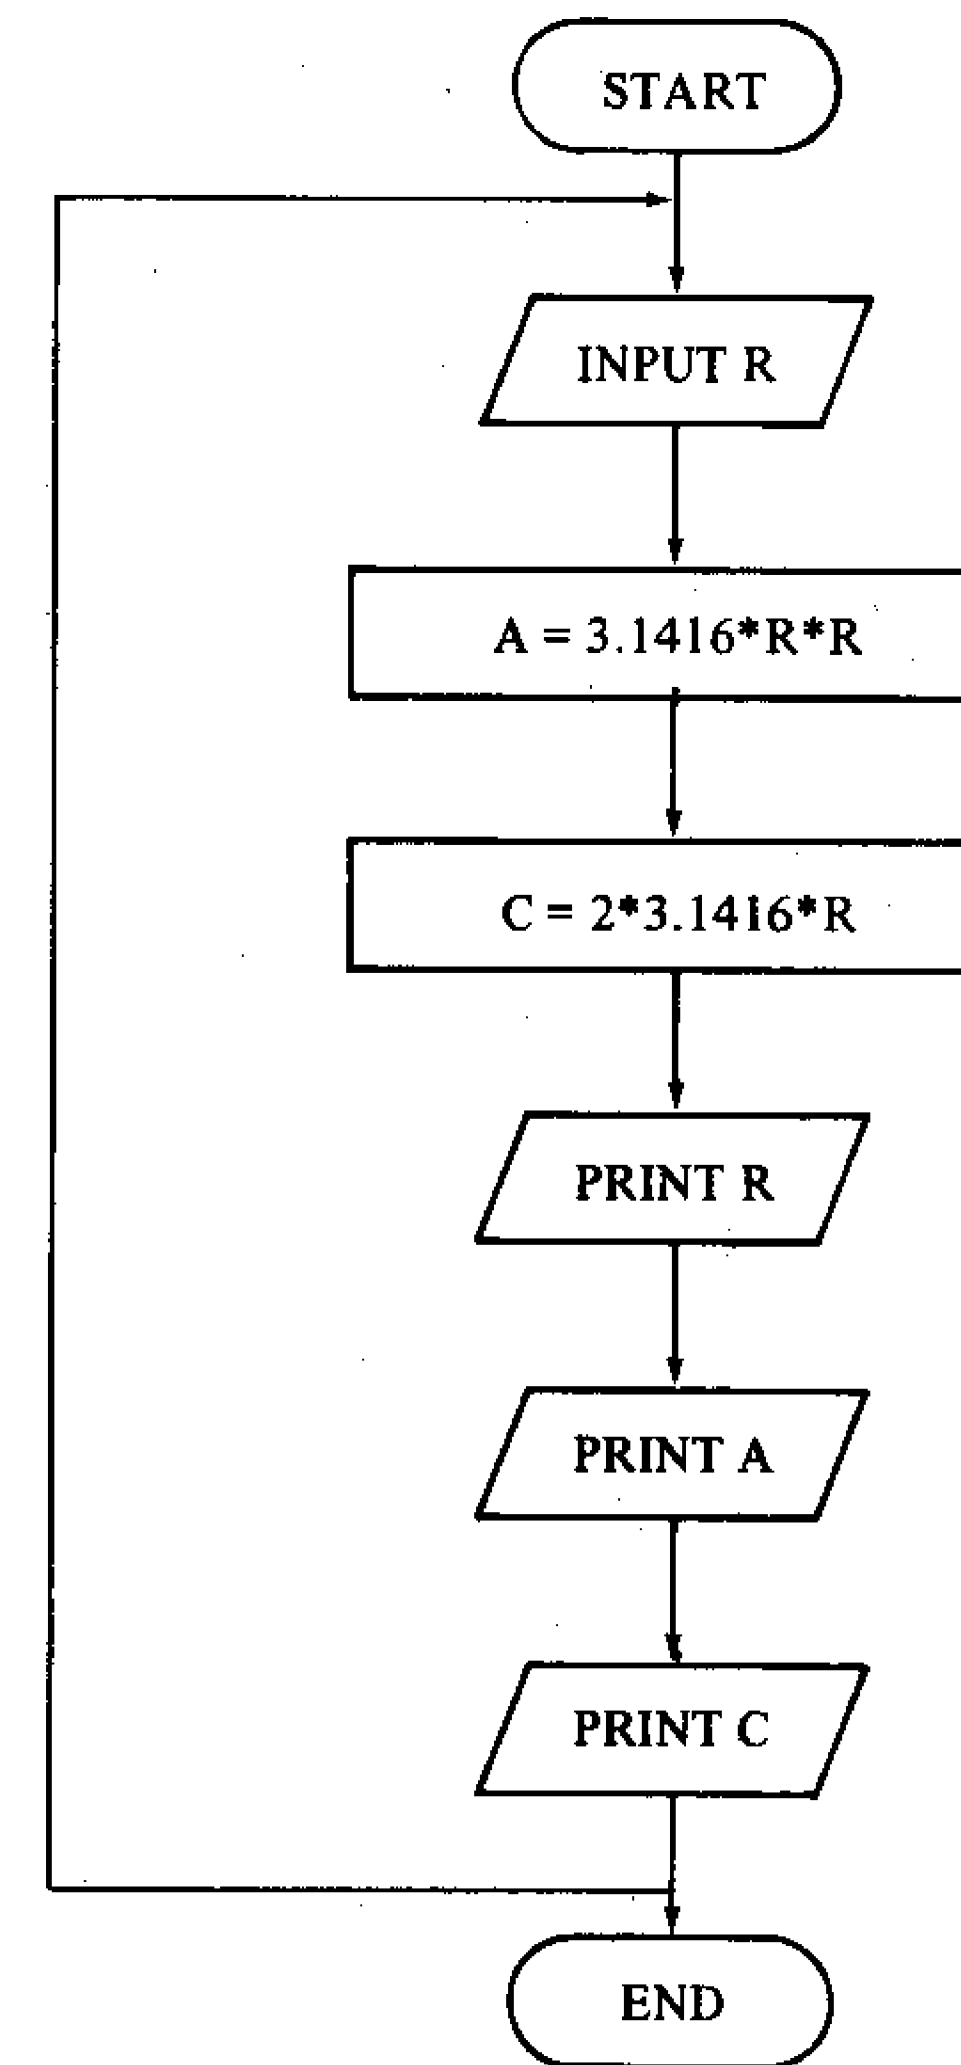 START
INPUT R
A = 3.1416*R*R
C = 2*3.1416*R
PRINT R
PRINT A
PRINT C
END